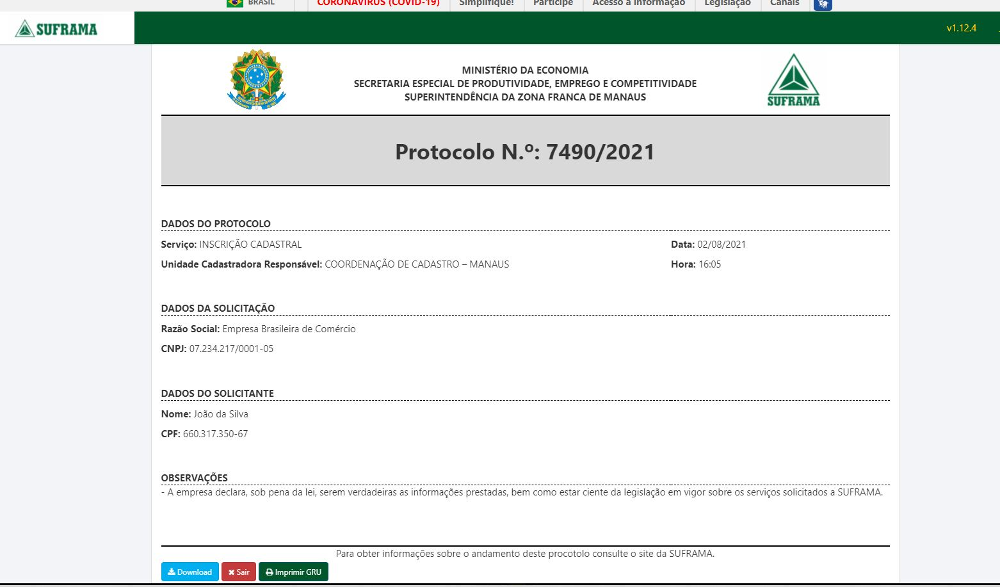 BRASIL CORONAVÍRUS (COVID-19) Simplifique! Participe Acesso à informação Legislação Canais
SUFRAMA v1.12.4
MINISTÉRIO DA ECONOMIA
SECRETARIA ESPECIAL DE PRODUTIVIDADE, EMPREGO E COMPETITIVIDADE
SUPERINTENDÊNCIA DA ZONA FRANCA DE MANAUS
SUFRAMA
Protocolo N.º: 7490/2021
DADOS DO PROTOCOLO
Serviço: INSCRIÇÃO CADASTRAL Data: 02/08/2021
Unidade Cadastradora Responsável: COORDENAÇÃO DE CADASTRO – MANAUS Hora: 16:05
DADOS DA SOLICITAÇÃO
Razão Social: Empresa Brasileira de Comércio
CNPJ: 07.234.217/0001-05
DADOS DO SOLICITANTE
Nome: João da Silva
CPF: 660.317.350-67
OBSERVAÇÕES
- A empresa declara, sob pena da lei, serem verdadeiras as informações prestadas, bem como estar ciente da legislação em vigor sobre os serviços solicitados a SUFRAMA.
Para obter informações sobre o andamento deste procotolo consulte o site da SUFRAMA.
Download Sair Imprimir GRU